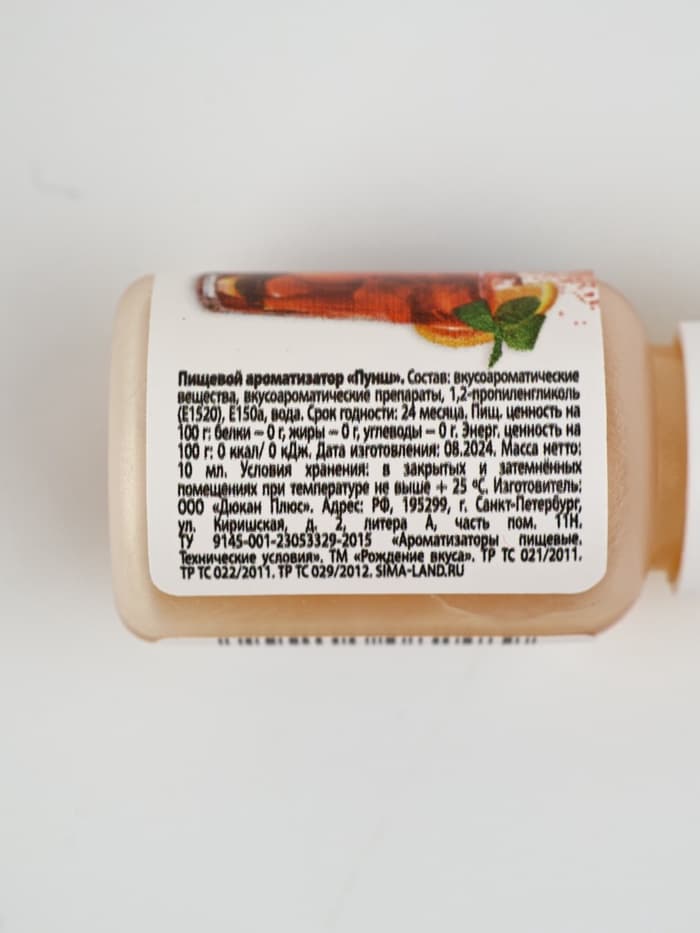 Пищевой ароматизатор «Пунш». Состав: вкусоароматические
вещества, вкусоароматические препараты, 1,2-пропиленгликоль
(Е1520), Е150а, вода. Срок годности: 24 месяца. Пищ. ценность на
100 г: белки – 0 г, жиры – 0 г, углеводы – 0 г. Энерг. ценность на
100 г: 0 ккал/ 0 кДж. Дата изготовления: 08.2024. Масса нетто:
10 мл. Условия хранения: в закрытых и затемнённых
помещениях при температуре не выше + 25 °С. Изготовитель:
ООО «Дюкан Плюс». Адрес: РФ, 195299, г. Санкт-Петербург,
ул. Киришская, д. 2, литера А, часть пом. 11Н.
ТУ 9145-001-23053329-2015 «Ароматизаторы пищевые.
Технические условия». ТМ «Рождение вкуса». ТР ТС 021/2011.
ТР ТС 022/2011. ТР ТС 029/2012. SIMA-LAND.RU